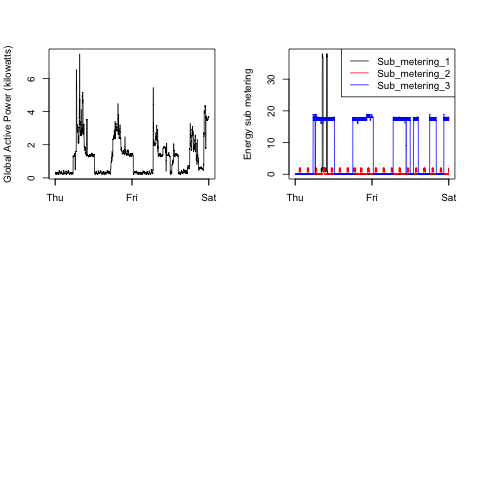 Global Active Power (kilowatts)
0
2
4
6
Thu
Fri
Sat
Energy sub metering
0
10
20
30
Thu
Fri
Sat
Sub_metering_1
Sub_metering_2
Sub_metering_3